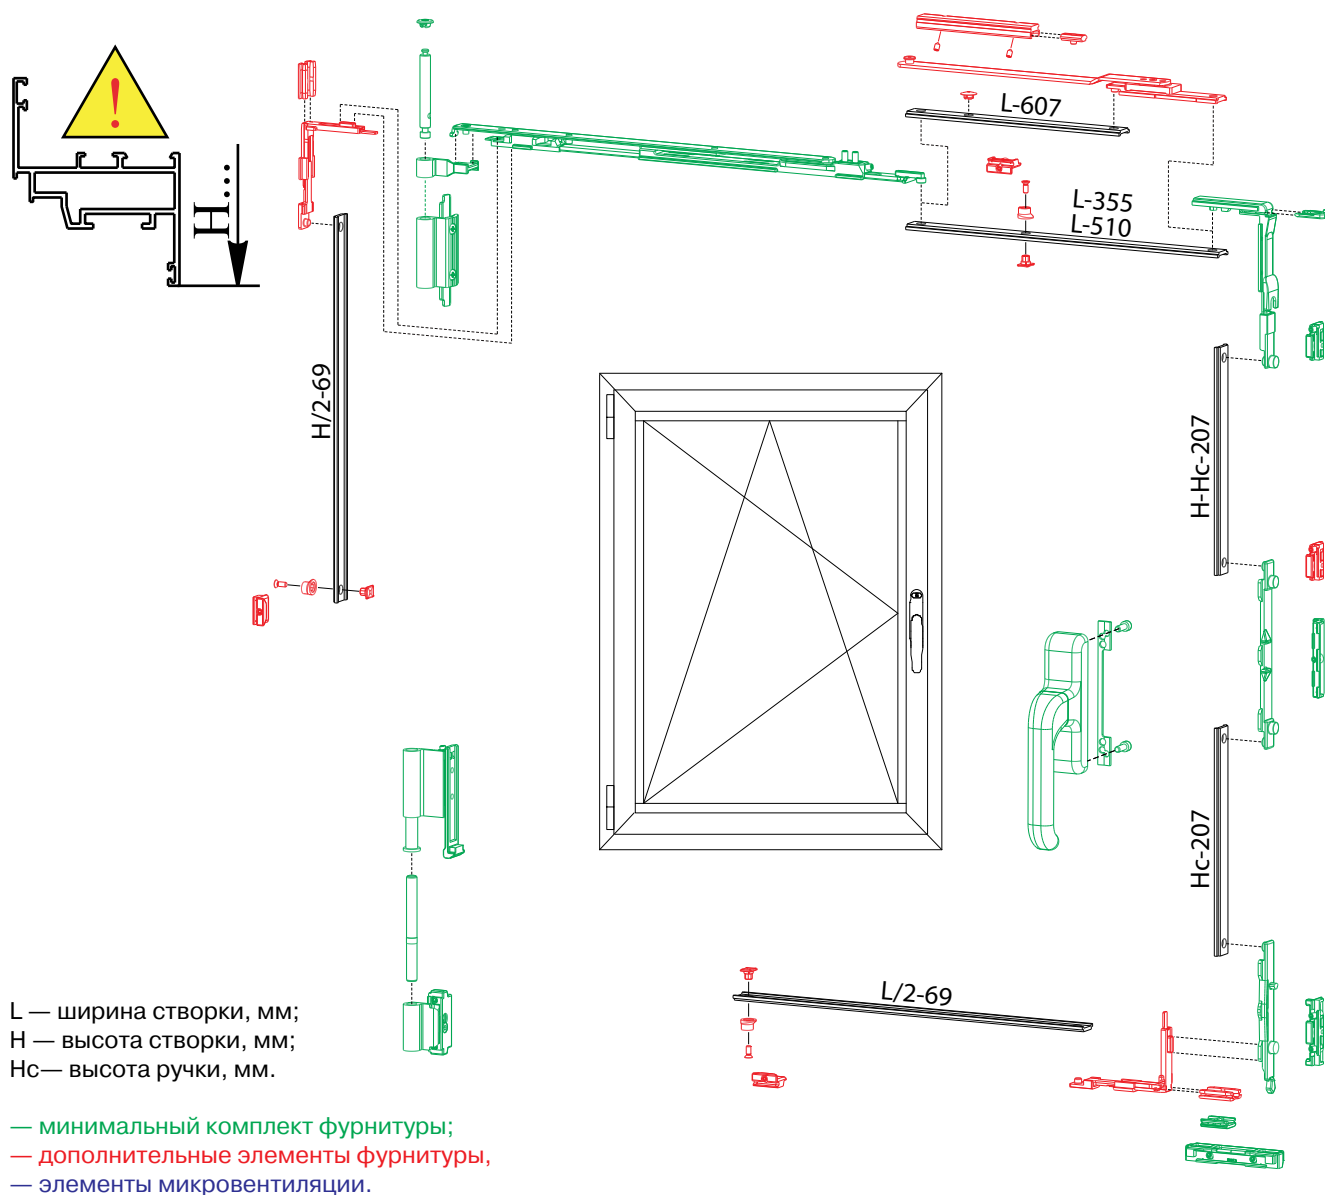 !
H...
L-607
L-355
L-510
H/2-69
H-Hc-207
Hc-207
L/2-69
L — ширина створки, мм;
H — высота створки, мм;
Hc— высота ручки, мм.
— минимальный комплект фурнитуры;
— дополнительные элементы фурнитуры,
— элементы микровентиляции.